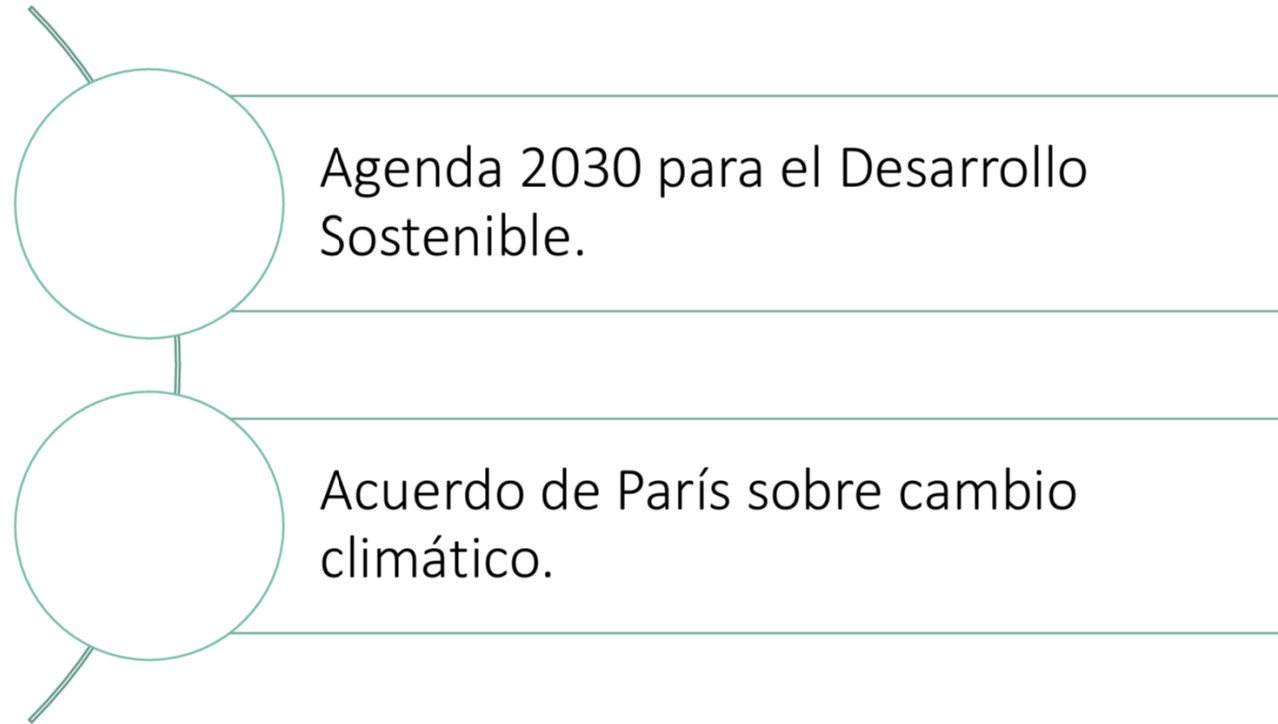 Agenda 2030 para el Desarrollo
Sostenible.
Acuerdo de París sobre cambio
climático.